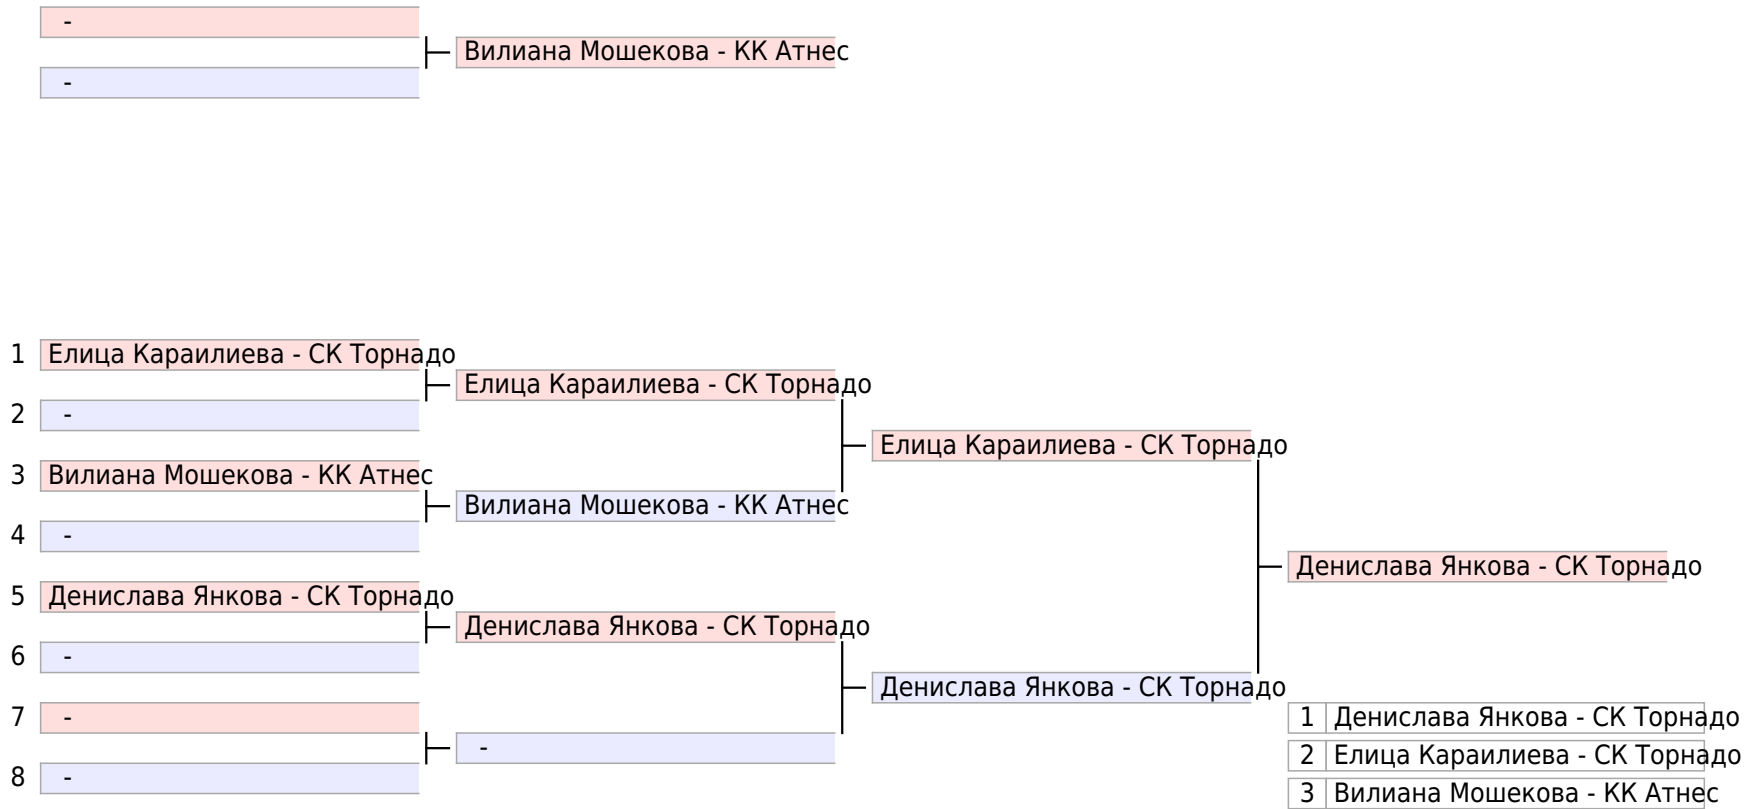 -
Вилиана Мошекова - КК Атнес
-
1 Елица Караилиева - СК Торнадо
Елица Караилиева - СК Торнадо
2 -
Елица Караилиева - СК Торнадо
3 Вилиана Мошекова - КК Атнес
Вилиана Мошекова - КК Атнес
4 -
Денислава Янкова - СК Торнадо
5 Денислава Янкова - СК Торнадо
Денислава Янкова - СК Торнадо
6 -
Денислава Янкова - СК Торнадо
7 -
1 Денислава Янкова - СК Торнадо
-
2 Елица Караилиева - СК Торнадо
8 -
3 Вилиана Мошекова - КК Атнес